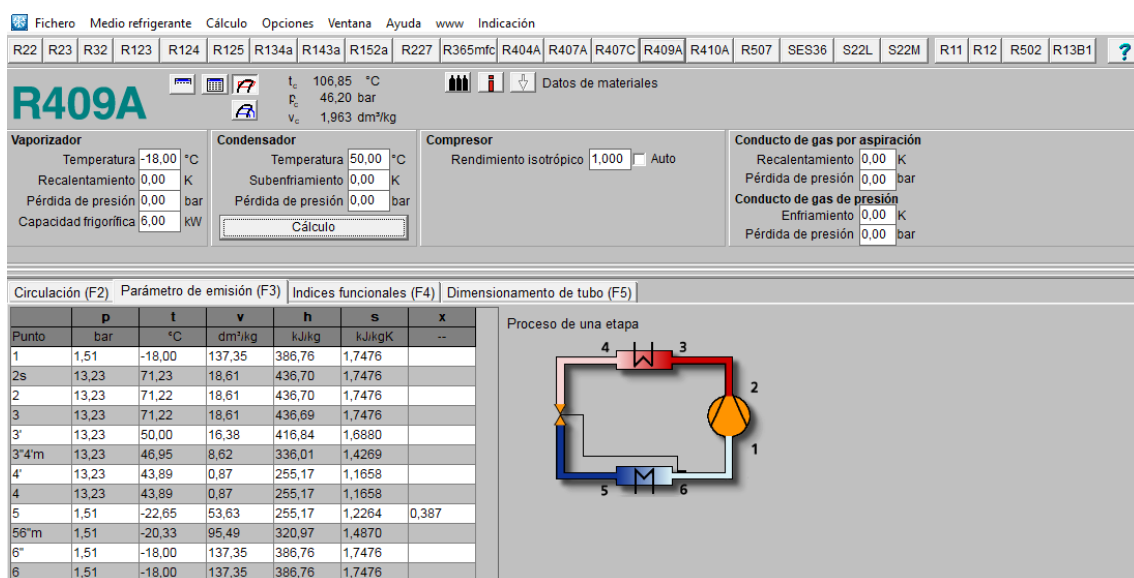 Fichero Medio refrigerante Cálculo Opciones Ventana Ayuda www Indicación
R22 R23 R32 R123 R124 R125 R134a R143a R152a R227 R365mfc R404A R407A R407C R409A R410A R507 SES36 S22L S22M R11 R12 R502 R13B1 ?
R409A
tc 106,85 °C
pc 46,20 bar
vc 1,963 dm³/kg
Datos de materiales
Vaporizador
Temperatura -18,00 °C
Recalentamiento 0,00 K
Pérdida de presión 0,00 bar
Capacidad frigorífica 6,00 kW
Condensador
Temperatura 50,00 °C
Subenfriamiento 0,00 K
Pérdida de presión 0,00 bar
Cálculo
Compresor
Rendimiento isotrópico 1,000 Auto
Conducto de gas por aspiración
Recalentamiento 0,00 K
Pérdida de presión 0,00 bar
Conducto de gas de presión
Enfriamiento 0,00 K
Pérdida de presión 0,00 bar
Circulación (F2) Parámetro de emisión (F3) Indices funcionales (F4) Dimensionamento de tubo (F5)
p t v h s x
Punto bar °C dm³/kg kJ/kg kJ/kgK --
1 1,51 -18,00 137,35 386,76 1,7476
2s 13,23 71,23 18,61 436,70 1,7476
2 13,23 71,22 18,61 436,70 1,7476
3 13,23 71,22 18,61 436,69 1,7476
3' 13,23 50,00 16,38 416,84 1,6880
3"4'm 13,23 46,95 8,62 336,01 1,4269
4' 13,23 43,89 0,87 255,17 1,1658
4 13,23 43,89 0,87 255,17 1,1658
5 1,51 -22,65 53,63 255,17 1,2264 0,387
56"m 1,51 -20,33 95,49 320,97 1,4870
6" 1,51 -18,00 137,35 386,76 1,7476
6 1,51 -18,00 137,35 386,76 1,7476
Proceso de una etapa
4 3
2
1
5 6